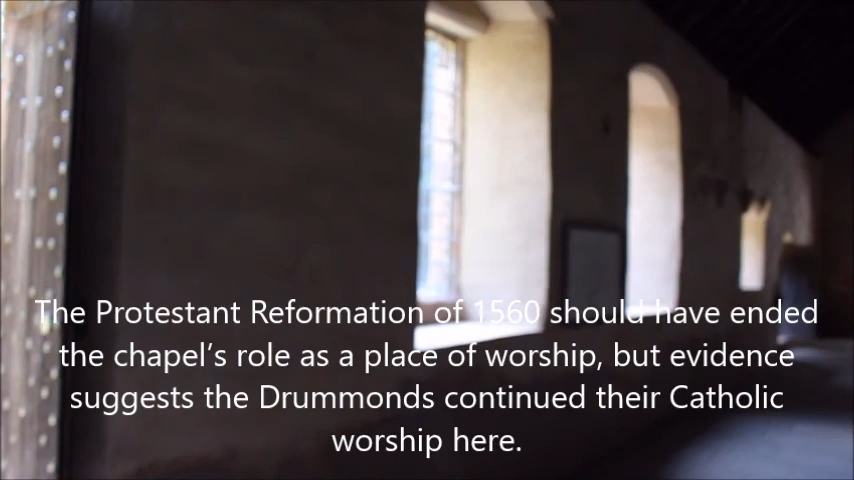 The Protestant Reformation of 1560 should have ended
the chapel’s role as a place of worship, but evidence
suggests the Drummonds continued their Catholic
worship here.